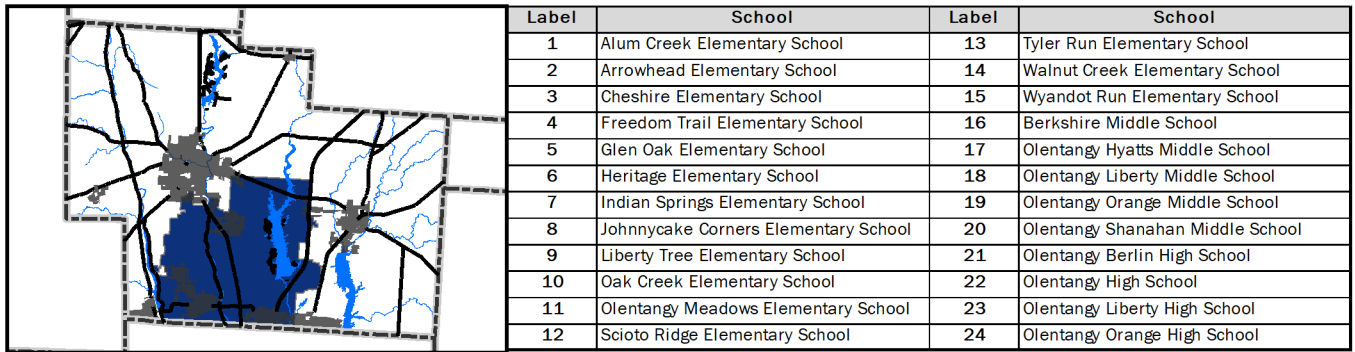 Label School Label School
1 Alum Creek Elementary School 13 Tyler Run Elementary School
2 Arrowhead Elementary School 14 Walnut Creek Elementary School
3 Cheshire Elementary School 15 Wyandot Run Elementary School
4 Freedom Trail Elementary School 16 Berkshire Middle School
5 Glen Oak Elementary School 17 Olentangy Hyatts Middle School
6 Heritage Elementary School 18 Olentangy Liberty Middle School
7 Indian Springs Elementary School 19 Olentangy Orange Middle School
8 Johnnycake Corners Elementary School 20 Olentangy Shanahan Middle School
9 Liberty Tree Elementary School 21 Olentangy Berlin High School
10 Oak Creek Elementary School 22 Olentangy High School
11 Olentangy Meadows Elementary School 23 Olentangy Liberty High School
12 Scioto Ridge Elementary School 24 Olentangy Orange High School